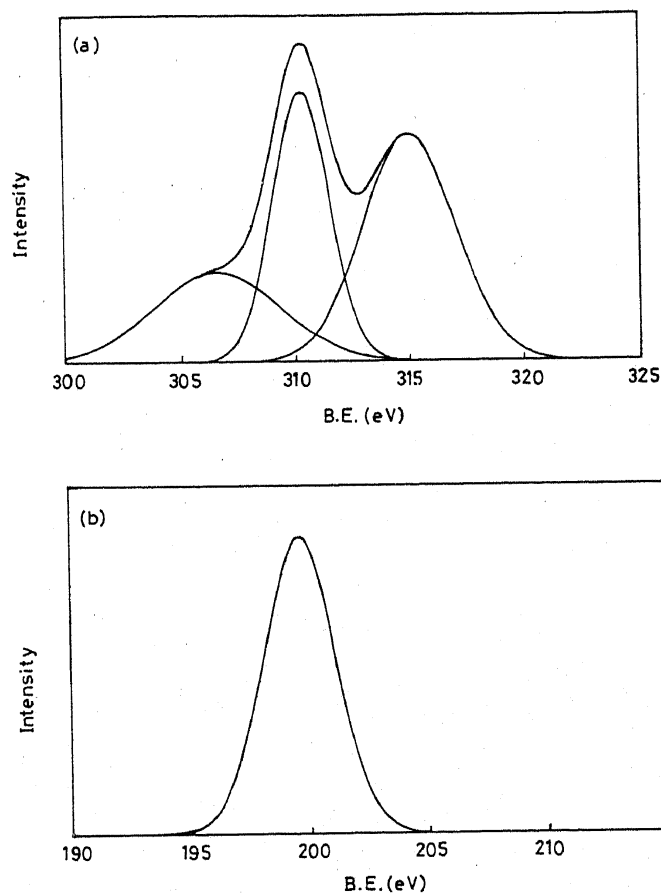 (a)
Intensity
300 305 310 315 320 325
B.E. (eV)
(b)
Intensity
190 195 200 205 210
B.E. (eV)